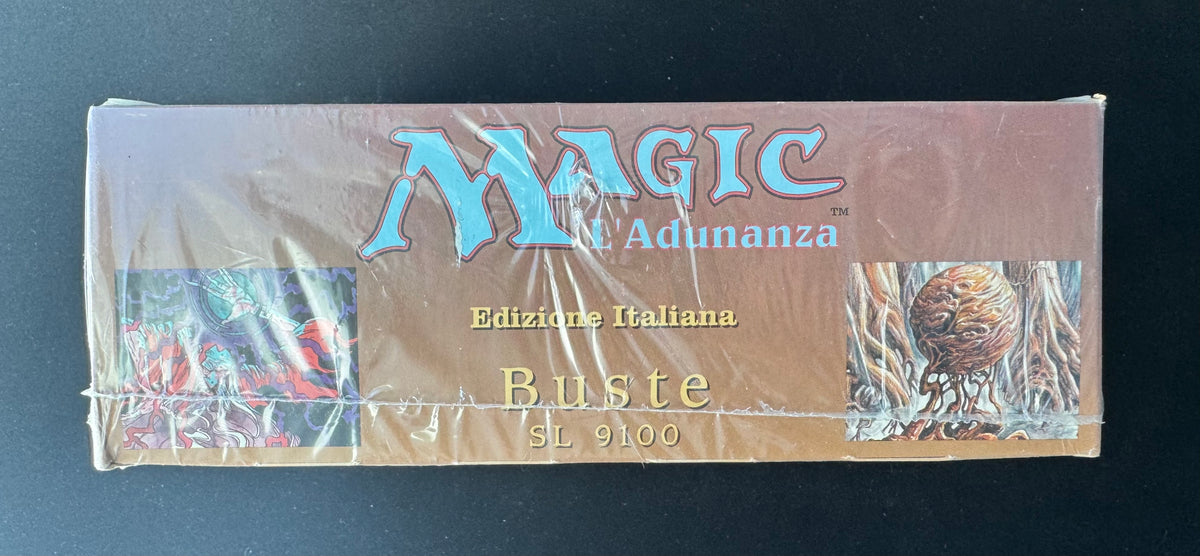 MAGIC
™
L'Adunanza
Edizione Italiana
Buste
SL 9100